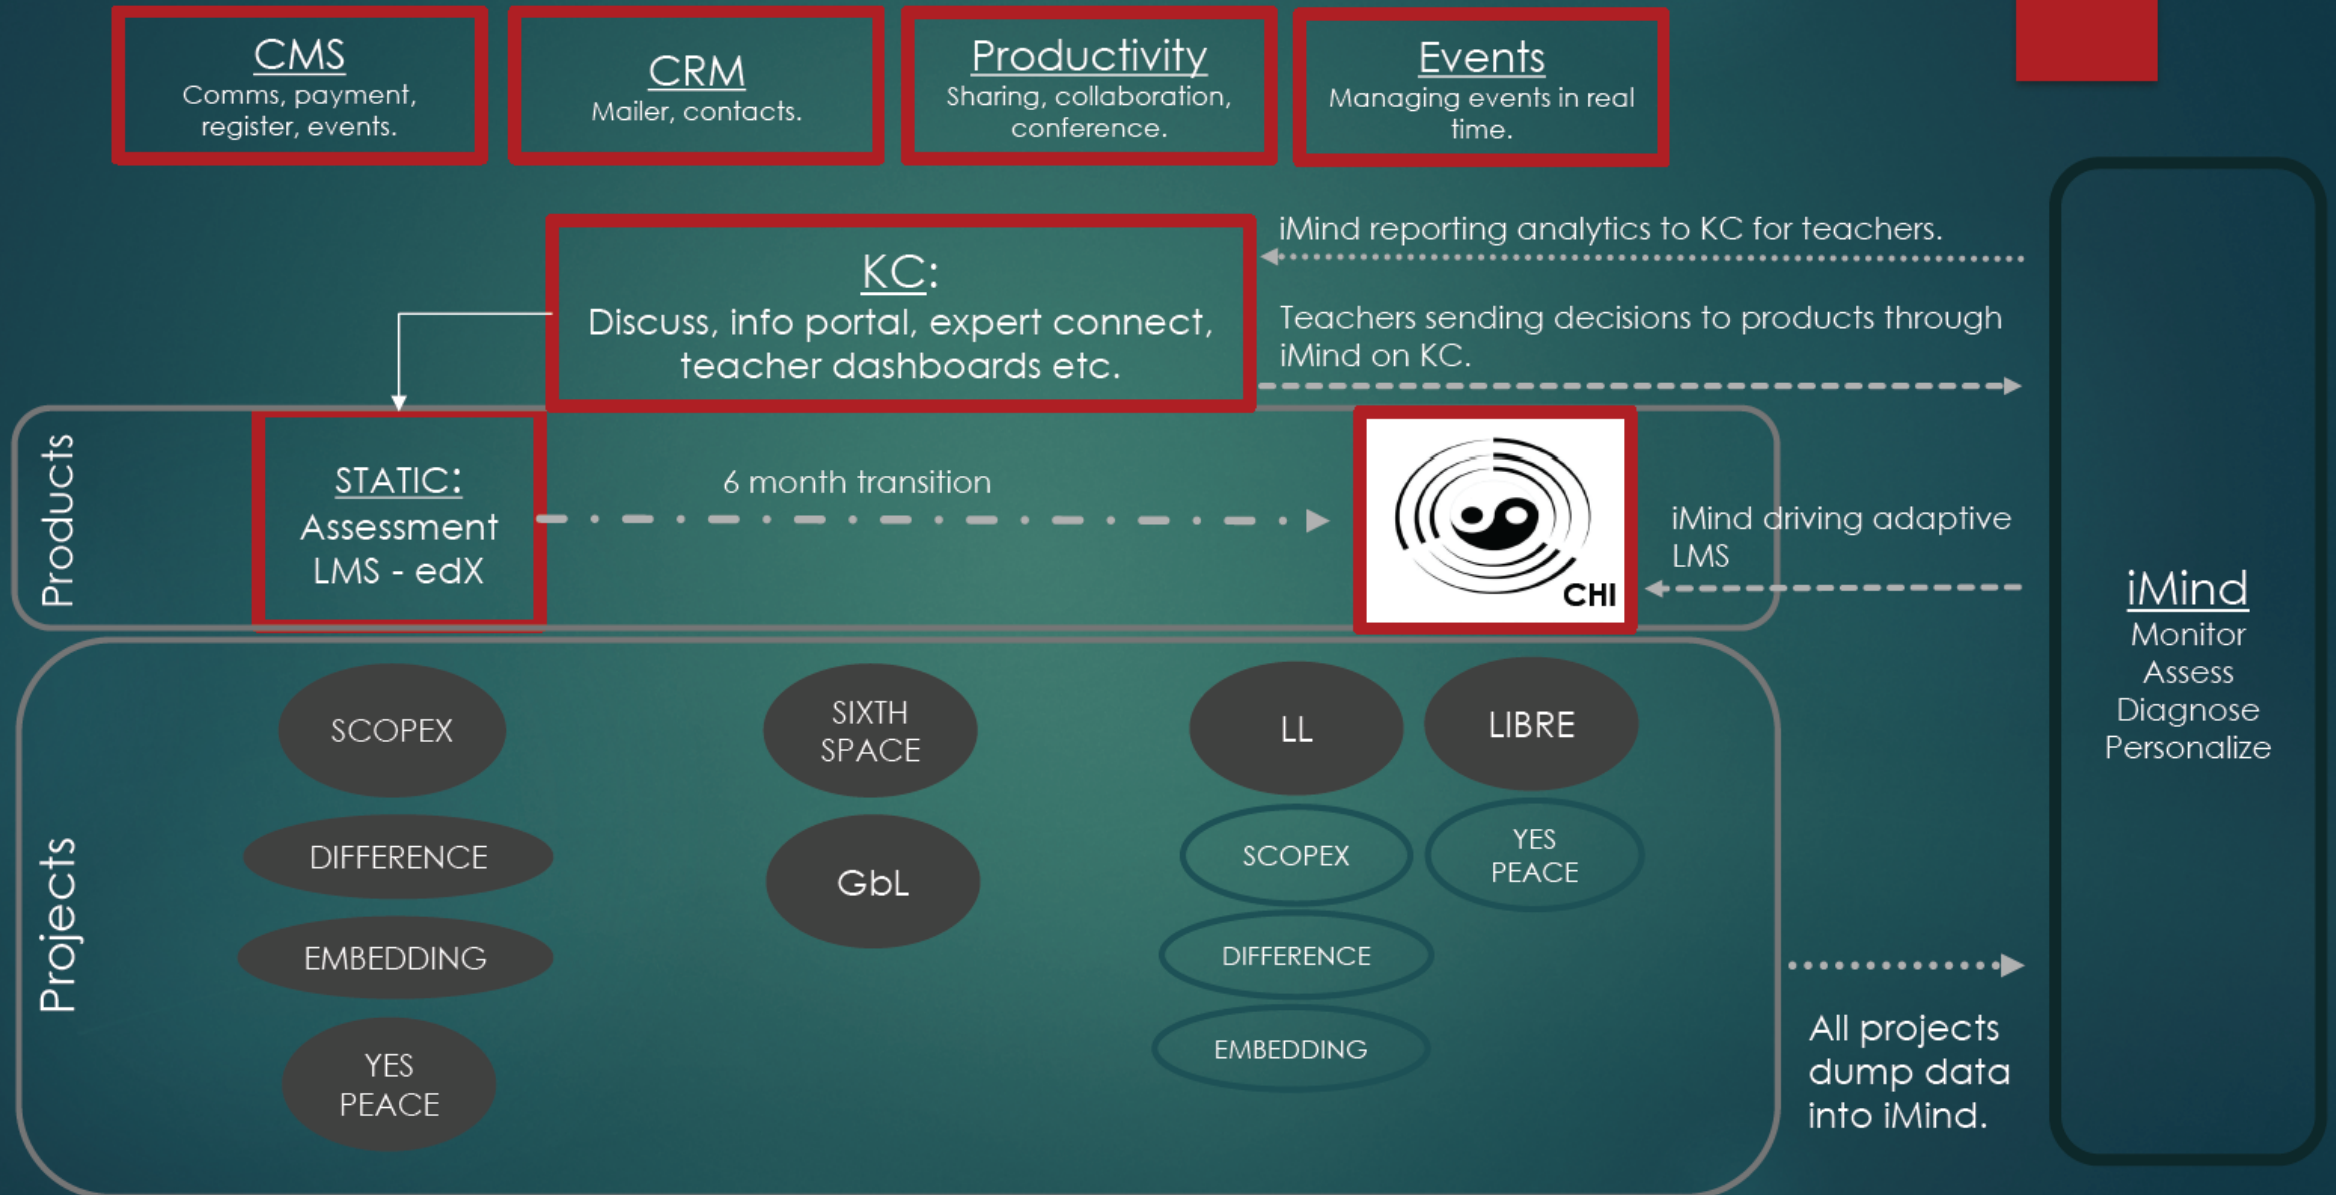 CMS
Comms, payment,
register, events.
CRM
Mailer, contacts.
Productivity
Sharing, collaboration,
conference.
Events
Managing events in real
time.
KC:
Discuss, info portal, expert connect,
teacher dashboards etc.
iMind reporting analytics to KC for teachers.
Teachers sending decisions to products through
iMind on KC.
Products
STATIC:
Assessment
LMS - edX
6 month transition
CHI
iMind driving adaptive
LMS
iMind
Monitor
Assess
Diagnose
Personalize
Projects
SCOPEX
DIFFERENCE
EMBEDDING
YES
PEACE
SIXTH
SPACE
GbL
LL
SCOPEX
DIFFERENCE
EMBEDDING
LIBRE
YES
PEACE
All projects
dump data
into iMind.